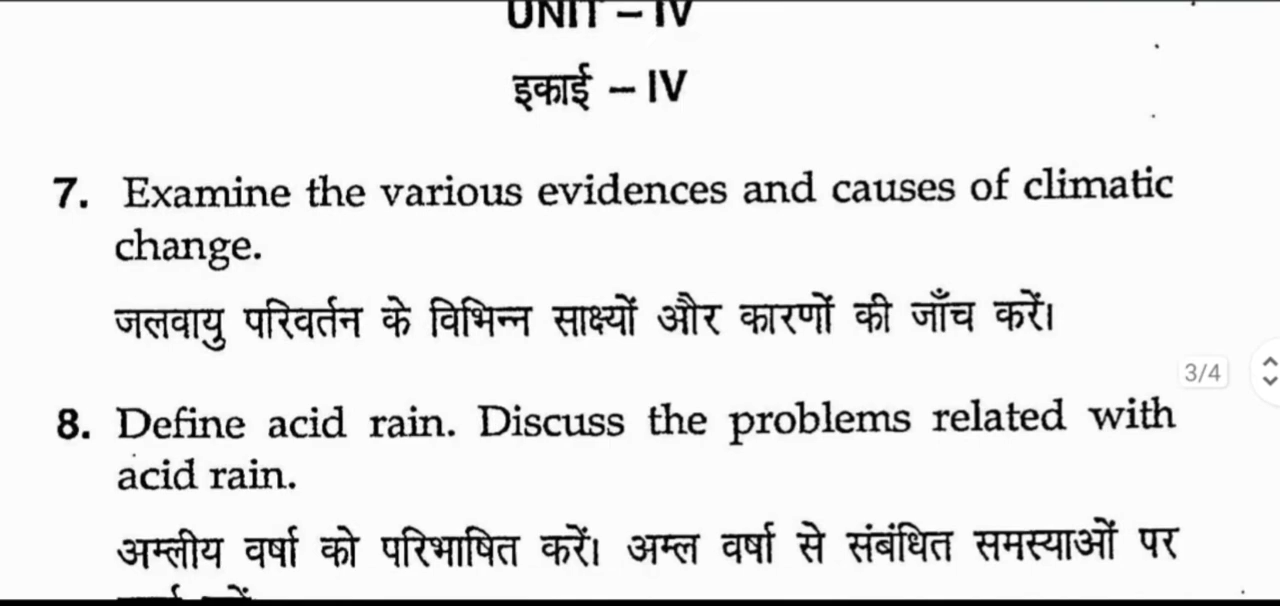 UNIT – IV
इकाई – IV
7. Examine the various evidences and causes of climatic
change.
जलवायु परिवर्तन के विभिन्न साक्ष्यों और कारणों की जाँच करें।
3/4
8. Define acid rain. Discuss the problems related with
acid rain.
अम्लीय वर्षा को परिभाषित करें। अम्ल वर्षा से संबंधित समस्याओं पर